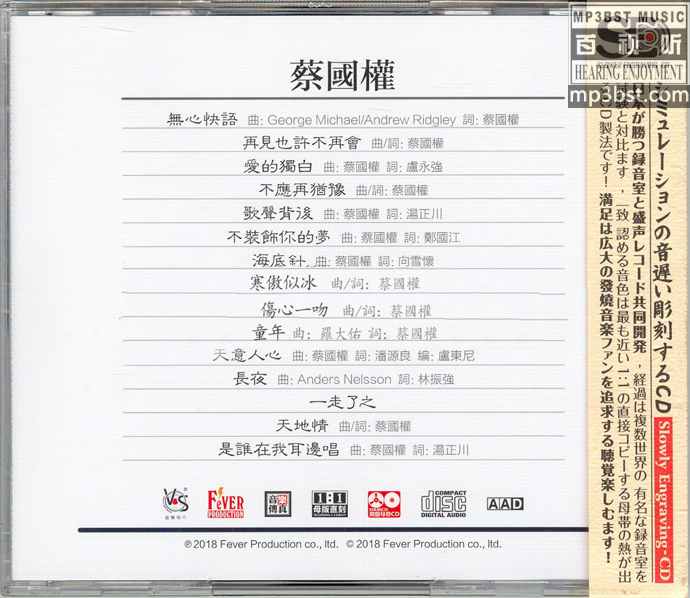 MP3BST MUSIC
百视听
HEARING ENJOYMENT
mp3bst.com
蔡國權
無心快語 曲: George Michael/Andrew Ridgley 詞: 蔡國權
再見也許不再會 曲/詞: 蔡國權
愛的獨白 曲: 蔡國權 詞: 盧永強
不應再猶豫 曲/詞: 蔡國權
歌聲背後 曲: 蔡國權 詞: 湯正川
不裝飾你的夢 曲: 蔡國權 詞: 鄭國江
海底針 曲: 蔡國權 詞: 向雪懷
寒傲似冰 曲/詞: 蔡國權
傷心一吻 曲/詞: 蔡國權
童年 曲: 羅大佑 詞: 蔡國權
天意人心 曲: 蔡國權 詞: 潘源良 編: 盧東尼
長夜 曲: Anders Nelsson 詞: 林振強
一走了之
天地情 曲/詞: 蔡國權
是誰在我耳邊唱 曲: 蔡國權 詞: 湯正川
FEVER PRODUCTION
音樂傳真
1:1
母版直刻
COMPACT
disc
DIGITAL AUDIO
AAD
℗2018 Fever Production co., ltd. ©2018 Fever Production co., ltd.
シミュレーションの音遅い彫刻するCD Slowly Engraving-CD
日本が勝つ録音室と盛声レコード共同開発，経過は複数世界の 有名な録音室を
試験と対比ます，一致 認める音色は最も近い 1:1 の直接コピーする母帯の熱が出
るCD製法です！満足は広大の發燒音楽ファンを追求する聴覚楽しむます！